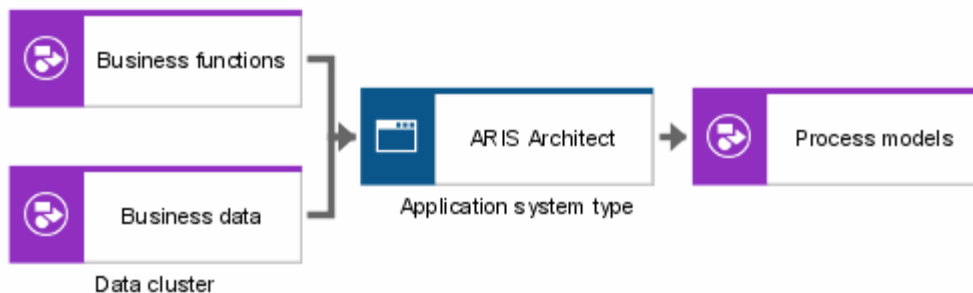 Business functions
ARIS Architect
Process models
Application system type
Business data
Data cluster